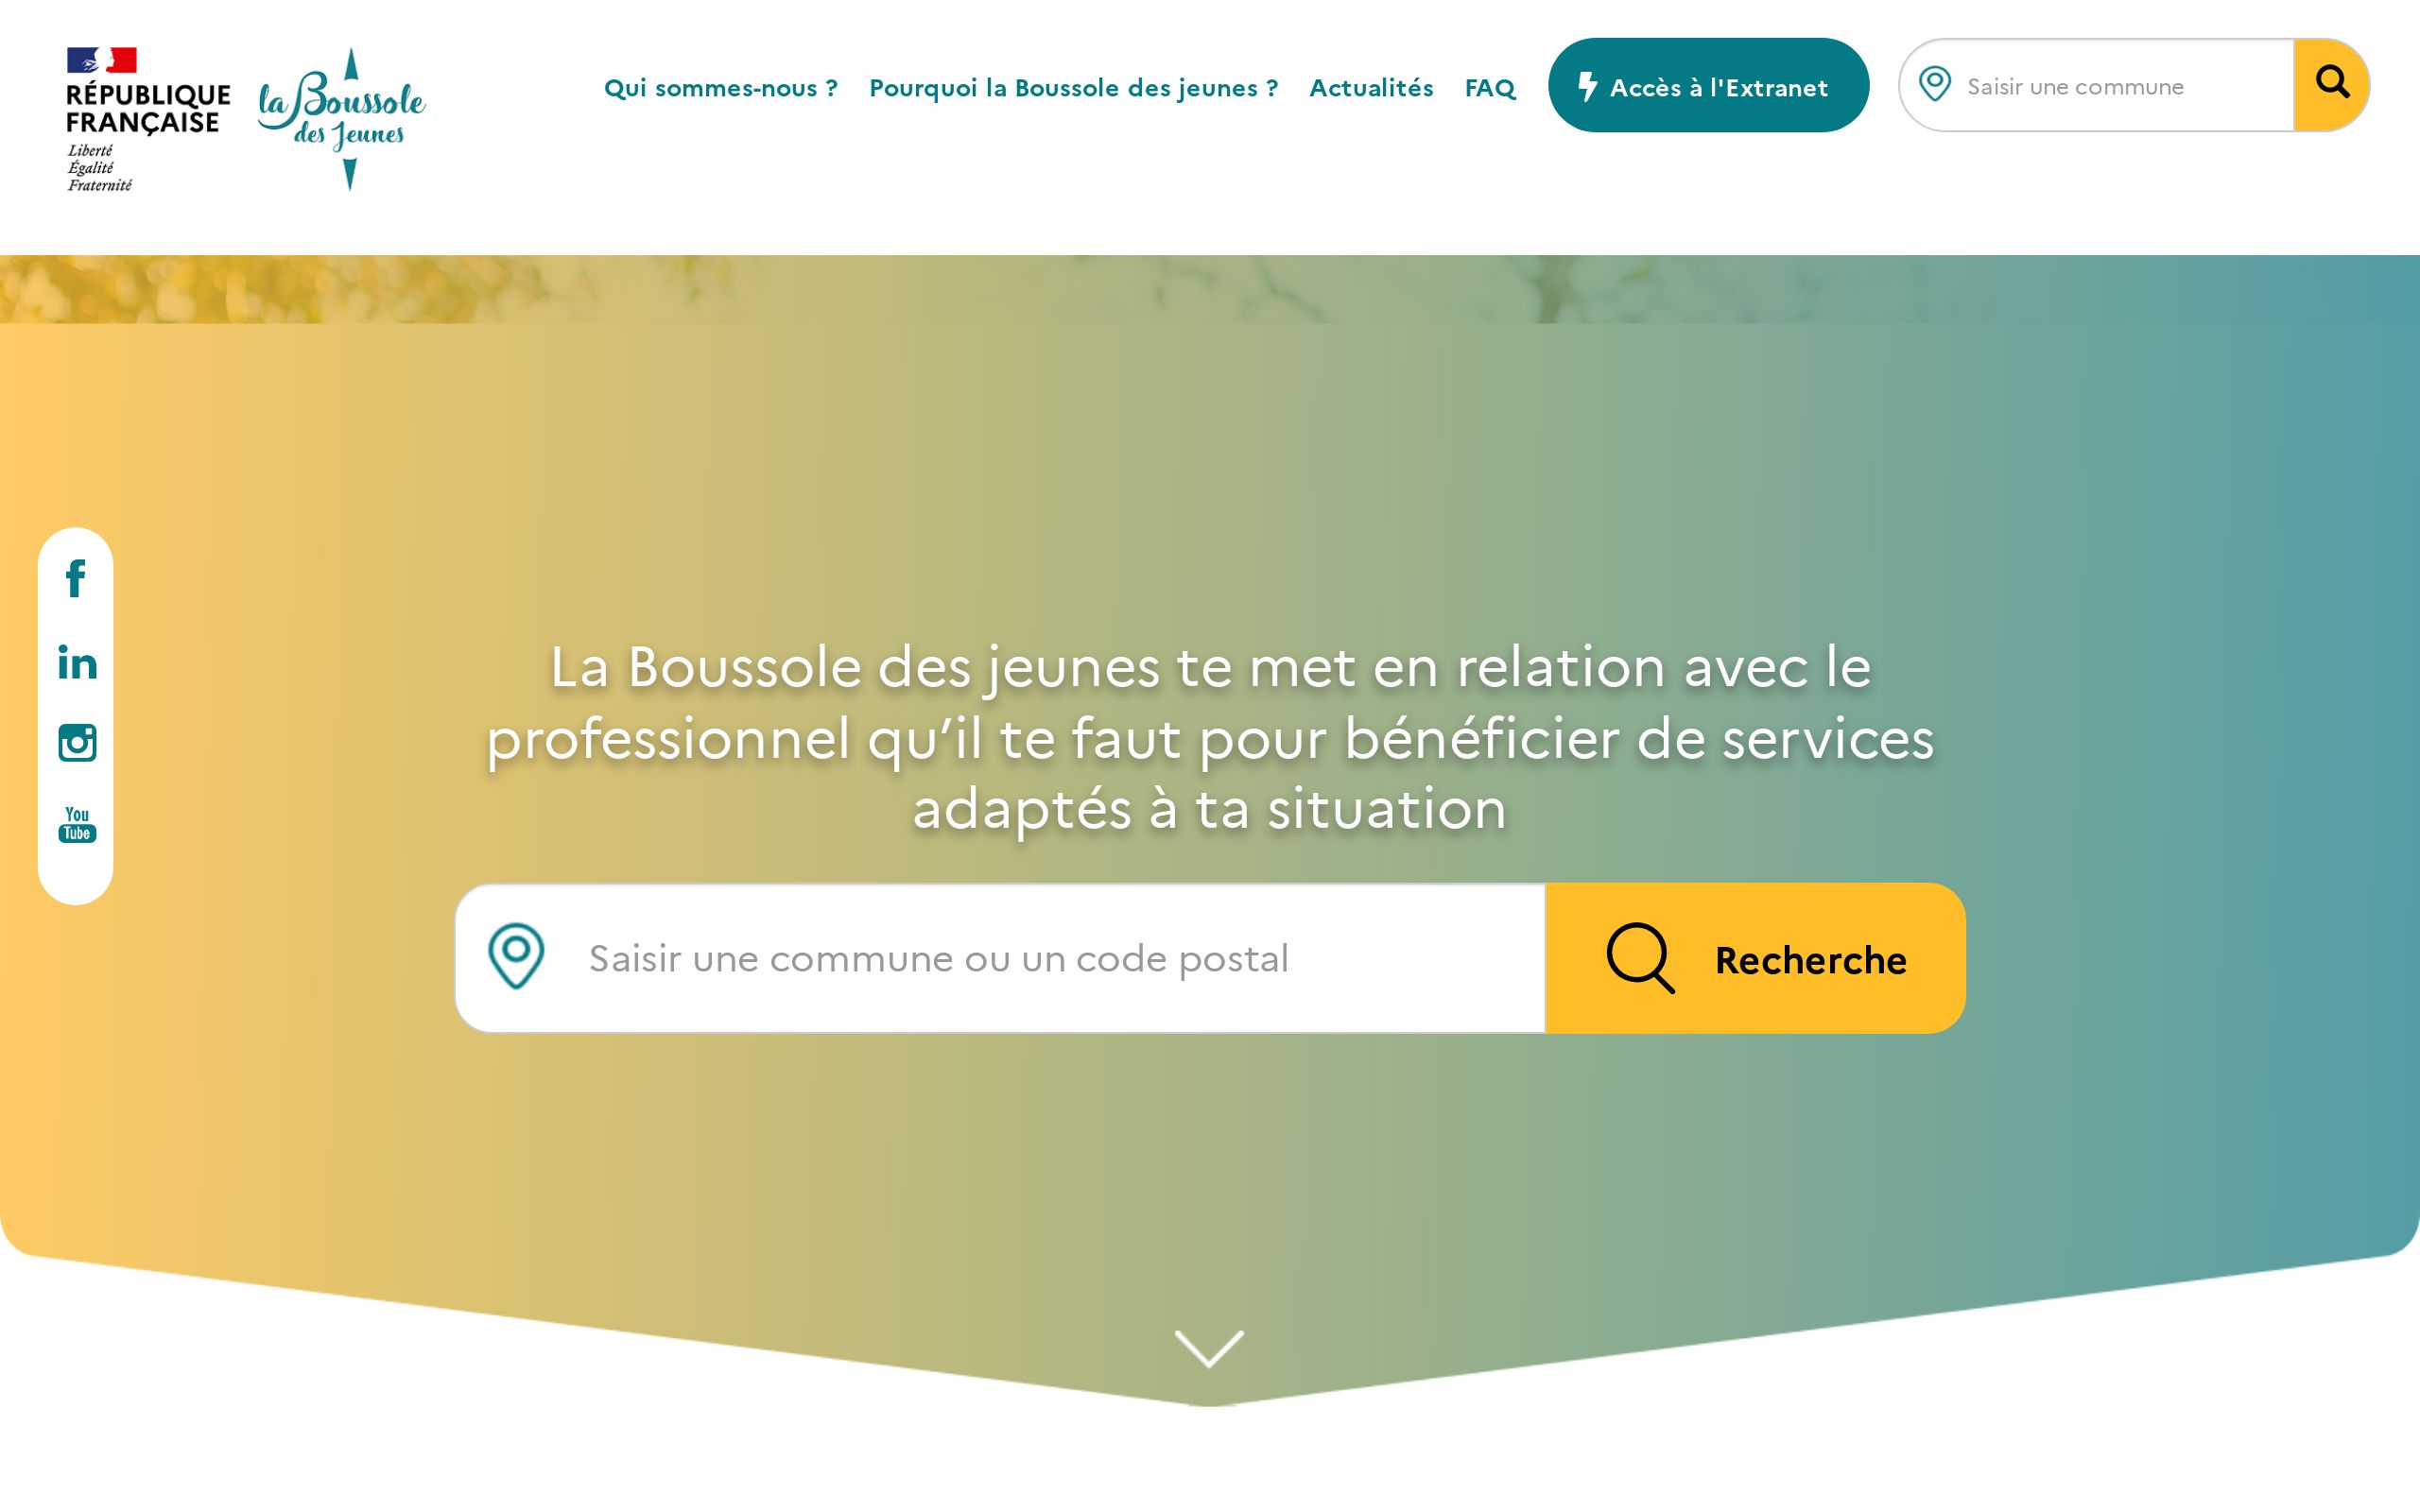 RÉPUBLIQUE
FRANÇAISE
Liberté
Égalité
Fraternité
la Boussole
des Jeunes
Qui sommes-nous ?
Pourquoi la Boussole des jeunes ?
Actualités
FAQ
Accès à l'Extranet
Saisir une commune
La Boussole des jeunes te met en relation avec le
professionnel qu’il te faut pour bénéficier de services
adaptés à ta situation
Saisir une commune ou un code postal
Recherche
You
Tube